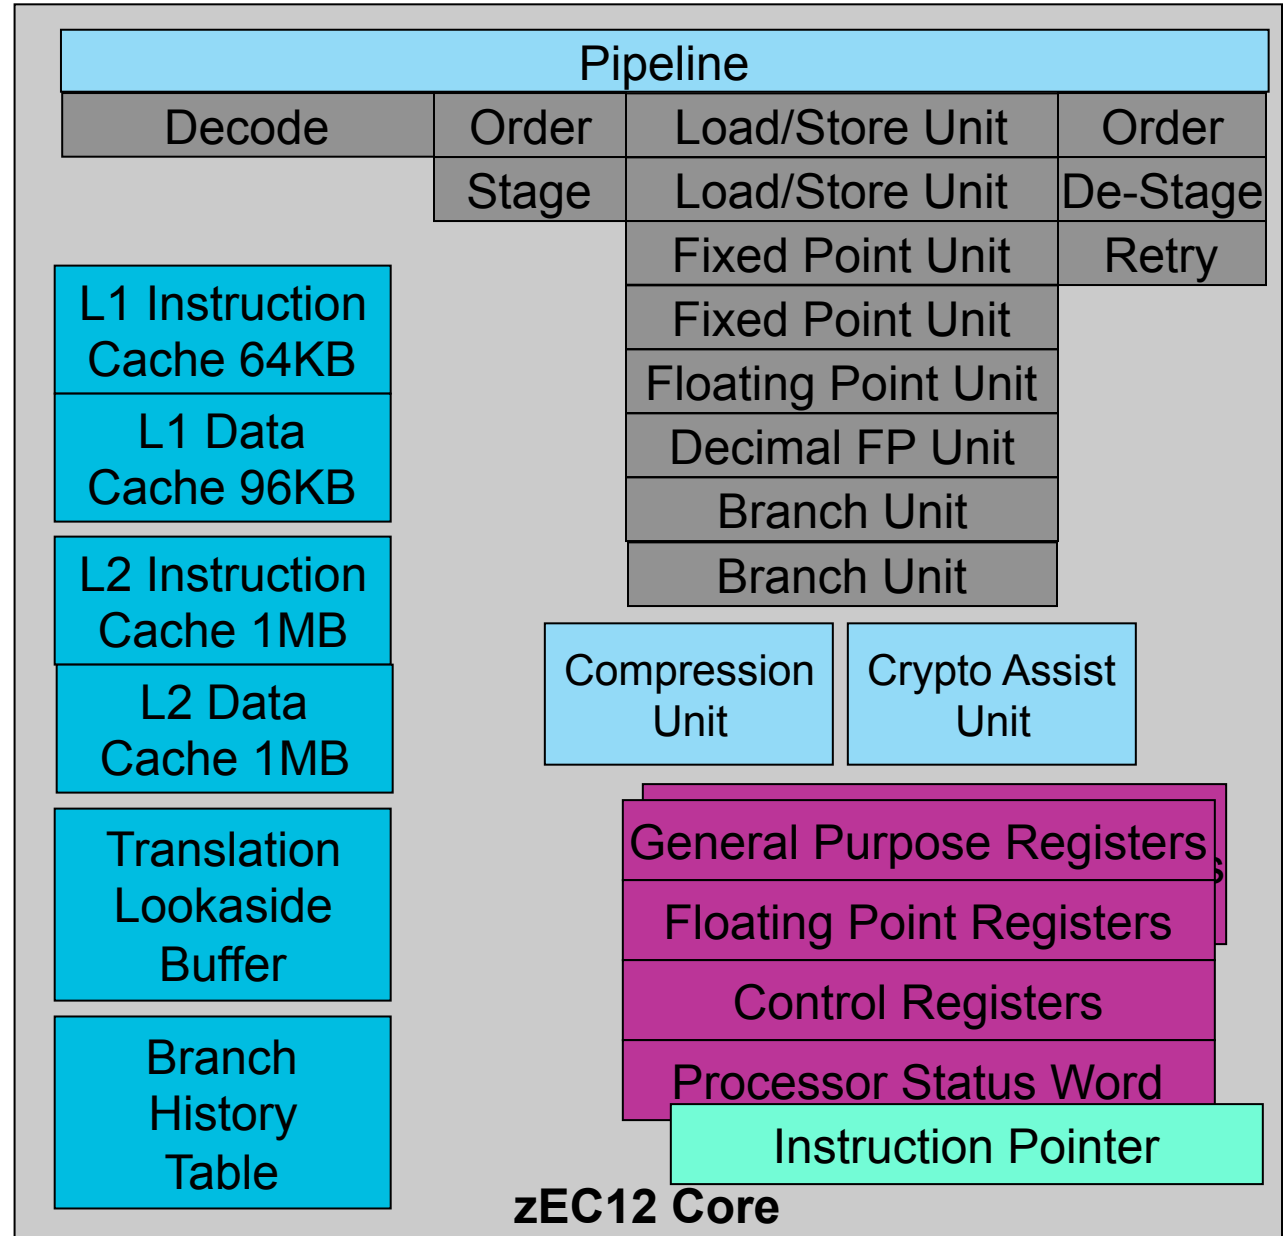 Pipeline
Decode
Order
Load/Store Unit
Order
Stage
Load/Store Unit
De-Stage
Fixed Point Unit
Retry
Fixed Point Unit
Floating Point Unit
Decimal FP Unit
Branch Unit
Branch Unit
L1 Instruction
Cache 64KB
L1 Data
Cache 96KB
L2 Instruction
Cache 1MB
L2 Data
Cache 1MB
Translation
Lookaside
Buffer
Branch
History
Table
Compression
Unit
Crypto Assist
Unit
General Purpose Registers
Floating Point Registers
Control Registers
Processor Status Word
Instruction Pointer
zEC12 Core